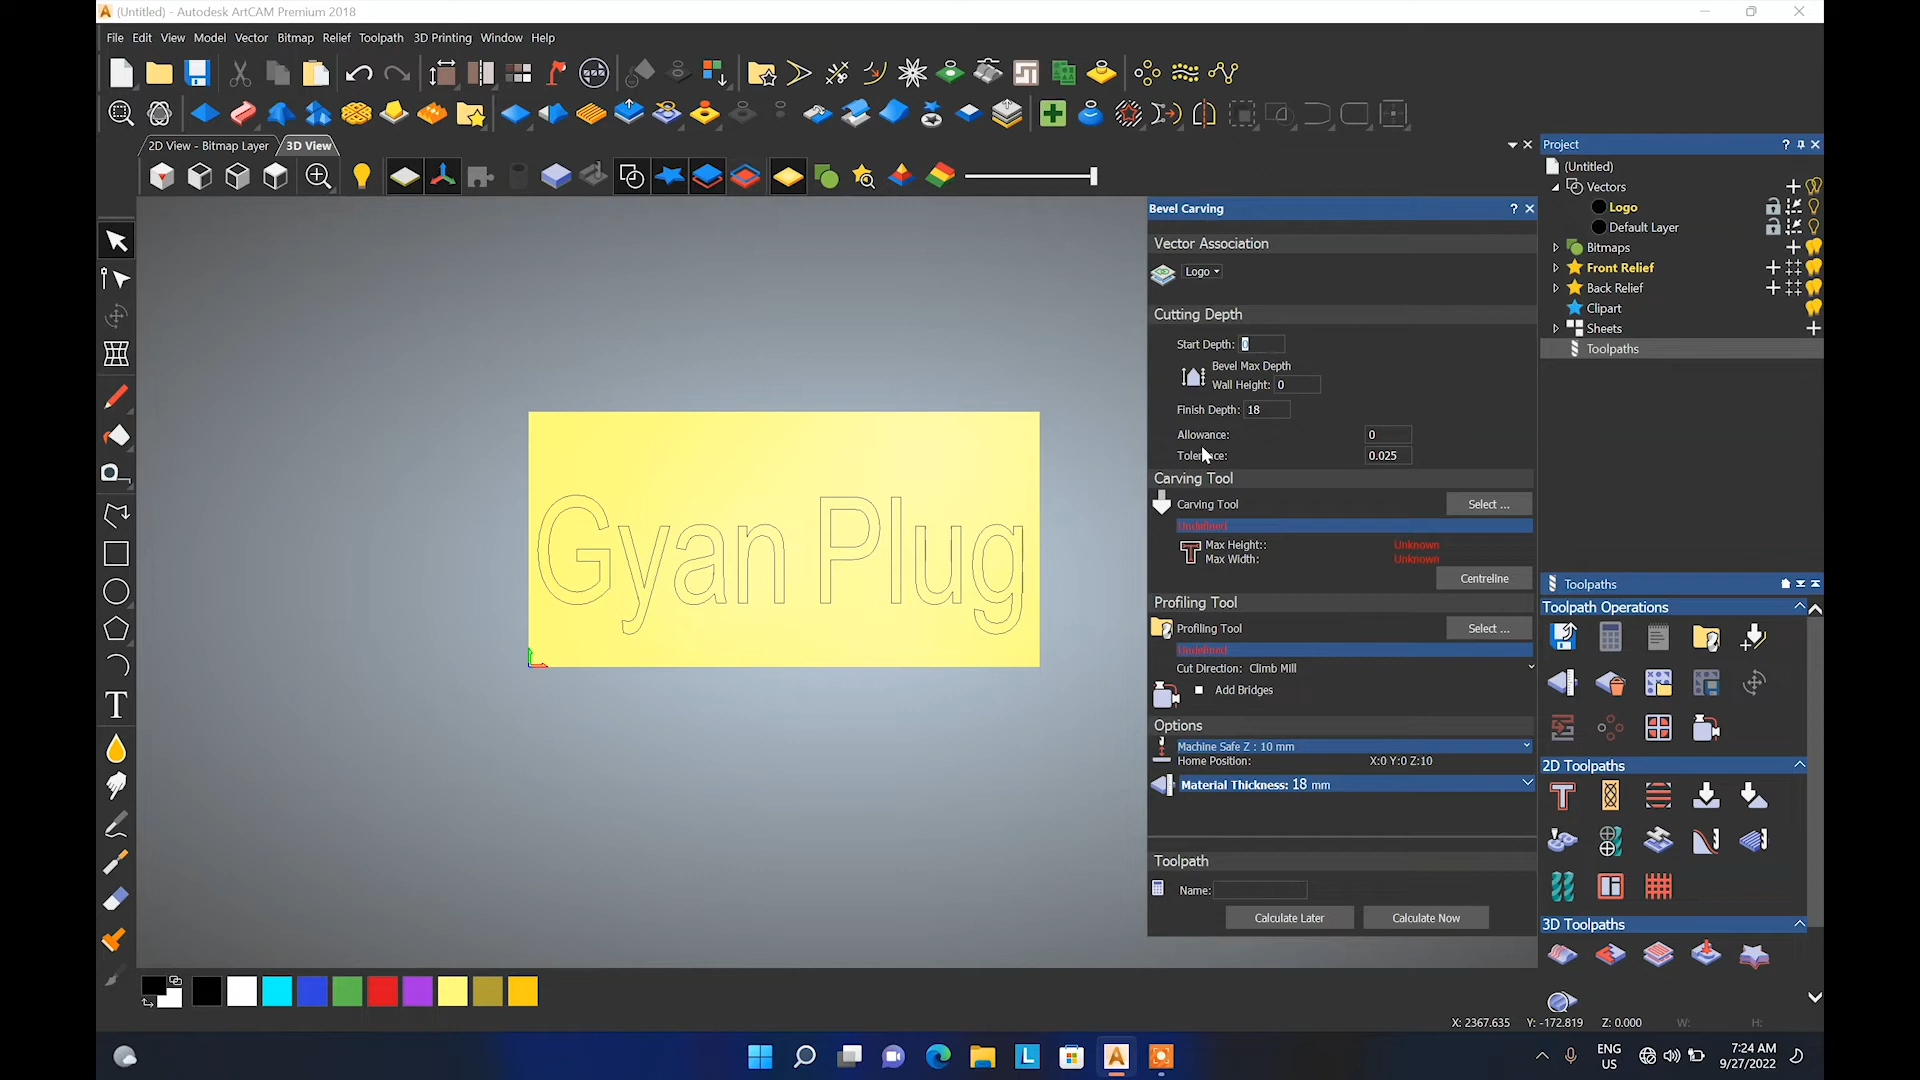 (Untitled) - Autodesk ArtCAM Premium 2018
File Edit View Model Vector Bitmap Relief Toolpath 3D Printing Window Help
2D View - Bitmap Layer 3D View
Project
(Untitled)
Vectors
Logo
Default Layer
Bitmaps
Front Relief
Back Relief
Clipart
Sheets
Toolpaths
Bevel Carving
Vector Association
Logo
Cutting Depth
Start Depth: 0
Bevel Max Depth
Wall Height: 0
Finish Depth: 18
Allowance: 0
Tolerance: 0.025
Carving Tool
Carving Tool Select ...
Undefined
Max Height:: Unknown
Max Width: Unknown
Centreline
Profiling Tool
Profiling Tool Select ...
Undefined
Cut Direction: Climb Mill
Add Bridges
Options
Machine Safe Z : 10 mm
Home Position: X:0 Y:0 Z:10
Material Thickness: 18 mm
Toolpath
Name:
Calculate Later Calculate Now
Gyan Plug
Toolpaths
Toolpath Operations
2D Toolpaths
3D Toolpaths
X: 2367.635 Y: -172.819 Z: 0.000 W: H:
ENG
US
7:24 AM
9/27/2022